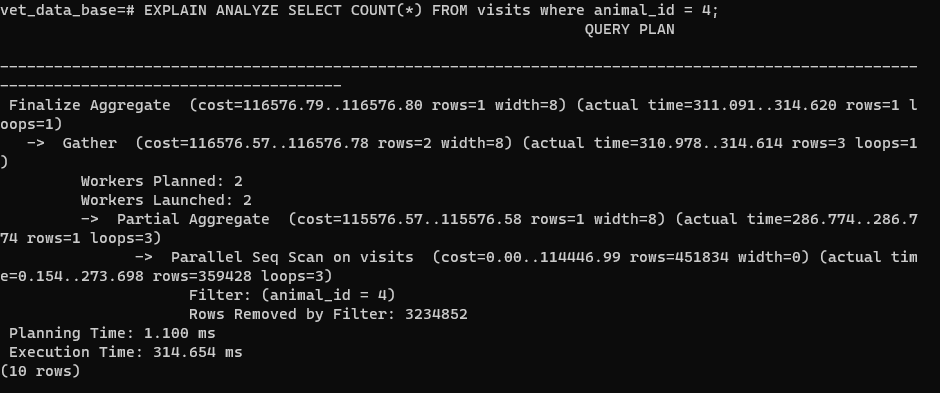 vet_data_base=# EXPLAIN ANALYZE SELECT COUNT(*) FROM visits where animal_id = 4;
QUERY PLAN
------------------------------------------------------------------------------------------------------
--------------------------------------
Finalize Aggregate  (cost=116576.79..116576.80 rows=1 width=8) (actual time=311.091..314.620 rows=1 l
oops=1)
->  Gather  (cost=116576.57..116576.78 rows=2 width=8) (actual time=310.978..314.614 rows=3 loops=1
)
Workers Planned: 2
Workers Launched: 2
->  Partial Aggregate  (cost=115576.57..115576.58 rows=1 width=8) (actual time=286.774..286.7
74 rows=1 loops=3)
->  Parallel Seq Scan on visits  (cost=0.00..114446.99 rows=451834 width=0) (actual tim
e=0.154..273.698 rows=359428 loops=3)
Filter: (animal_id = 4)
Rows Removed by Filter: 3234852
Planning Time: 1.100 ms
Execution Time: 314.654 ms
(10 rows)